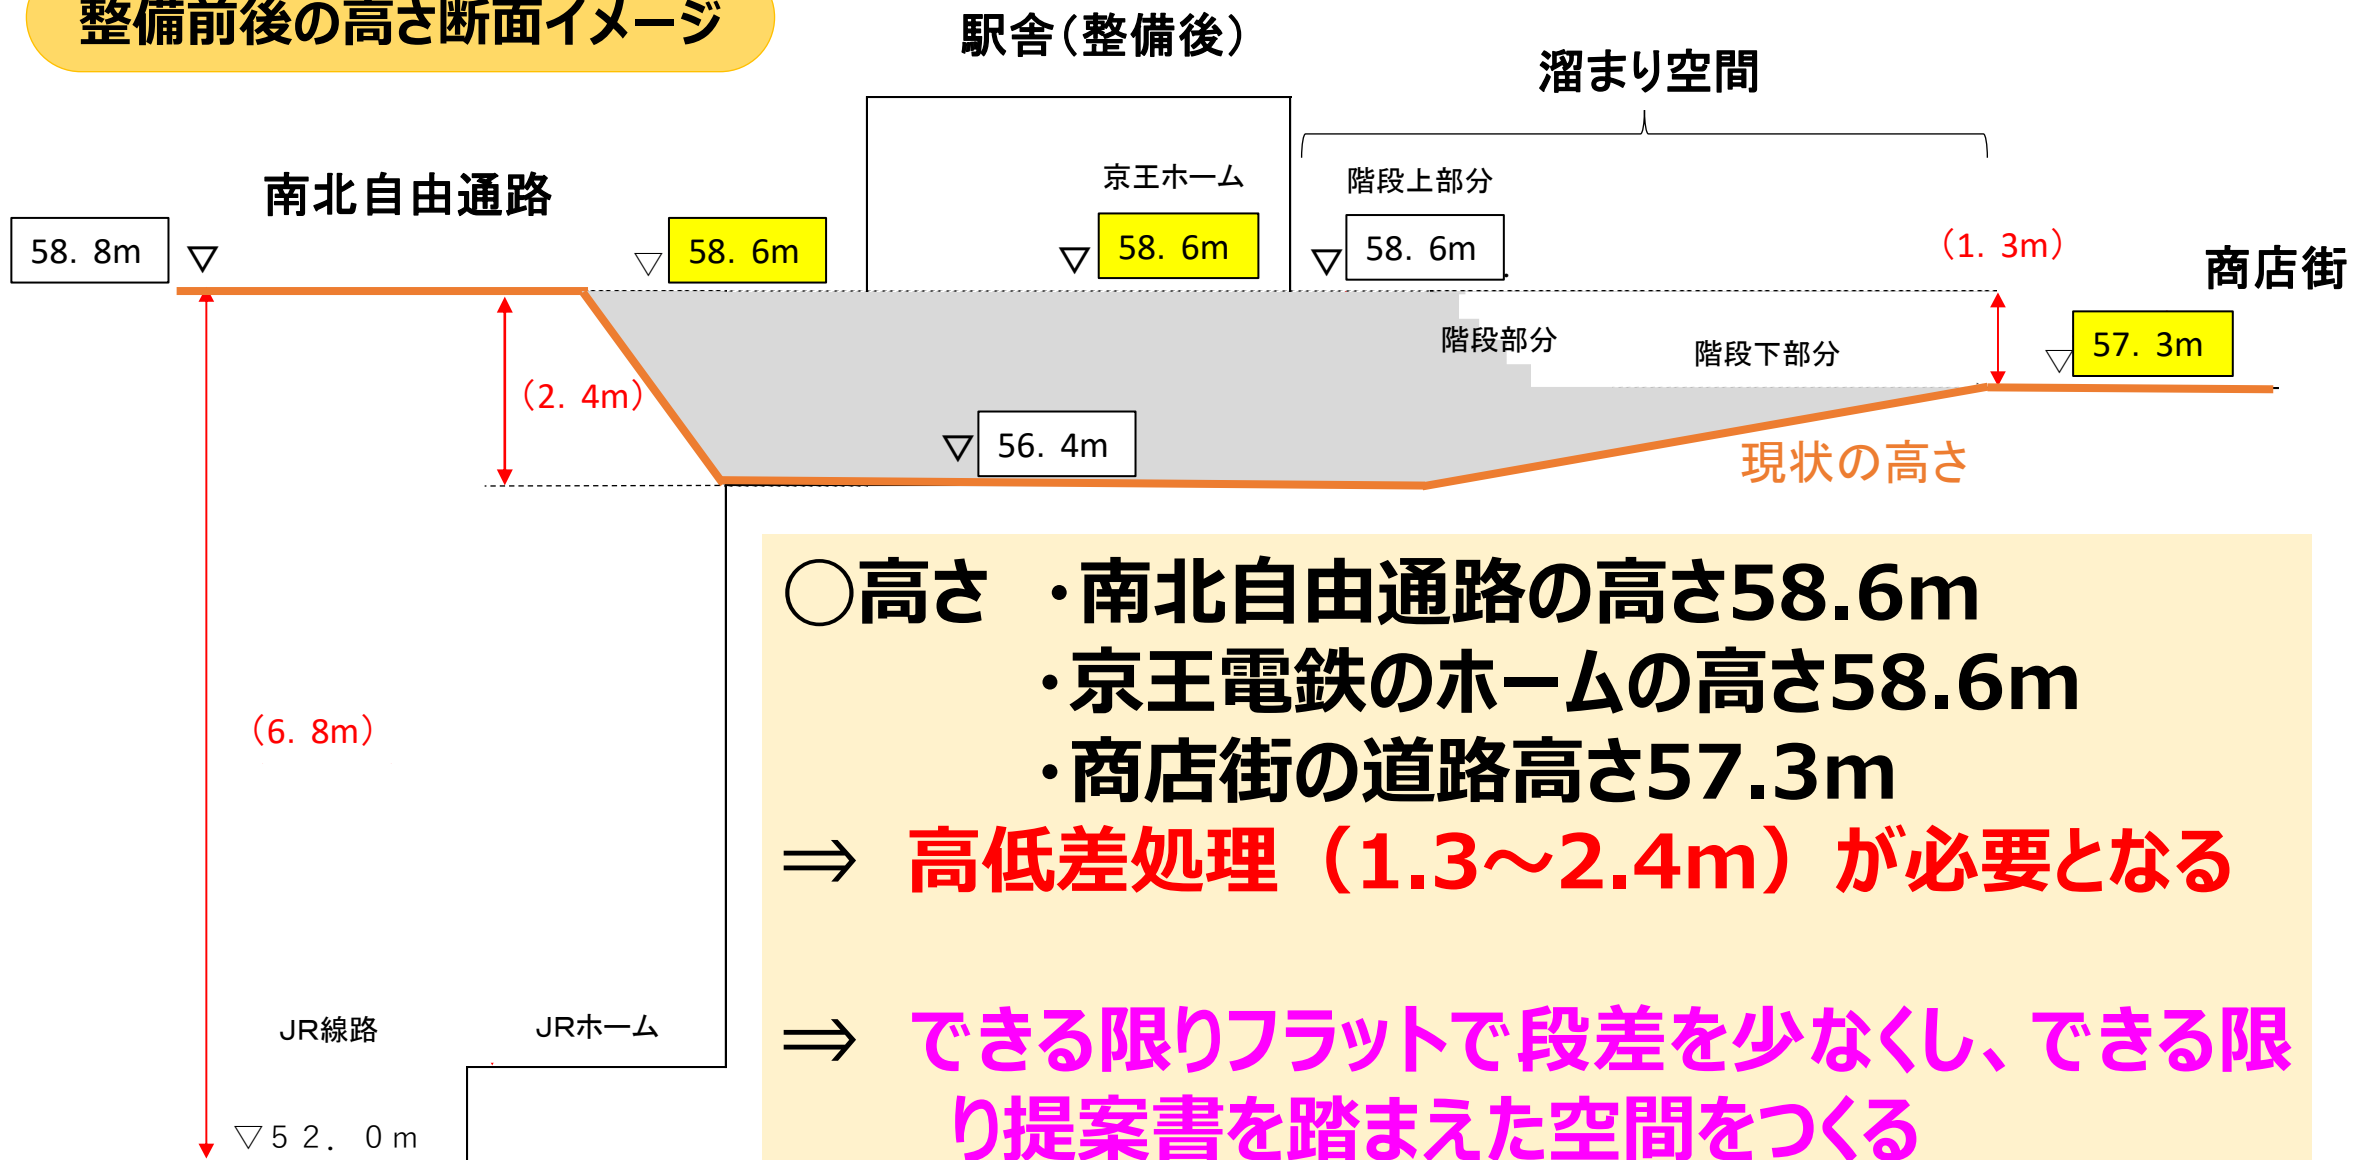 整備前後の高さ断面イメージ
駅舎（整備後）
溜まり空間
南北自由通路
京王ホーム
階段上部分
58．8m
▽
▽
58．6m
▽
58．6m
▽
58．6m
（1．3m）
商店街
階段部分
階段下部分
▽
57．3m
（2．4m）
▽
56．4m
現状の高さ
○高さ　・南北自由通路の高さ58.6m
・京王電鉄のホームの高さ58.6m
・商店街の道路高さ57.3m
⇒　高低差処理（1.3～2.4m）が必要となる
（6．8m）
⇒　できる限りフラットで段差を少なくし、できる限
り提案書を踏まえた空間をつくる
JR線路
JRホーム
▽５２．０ｍ